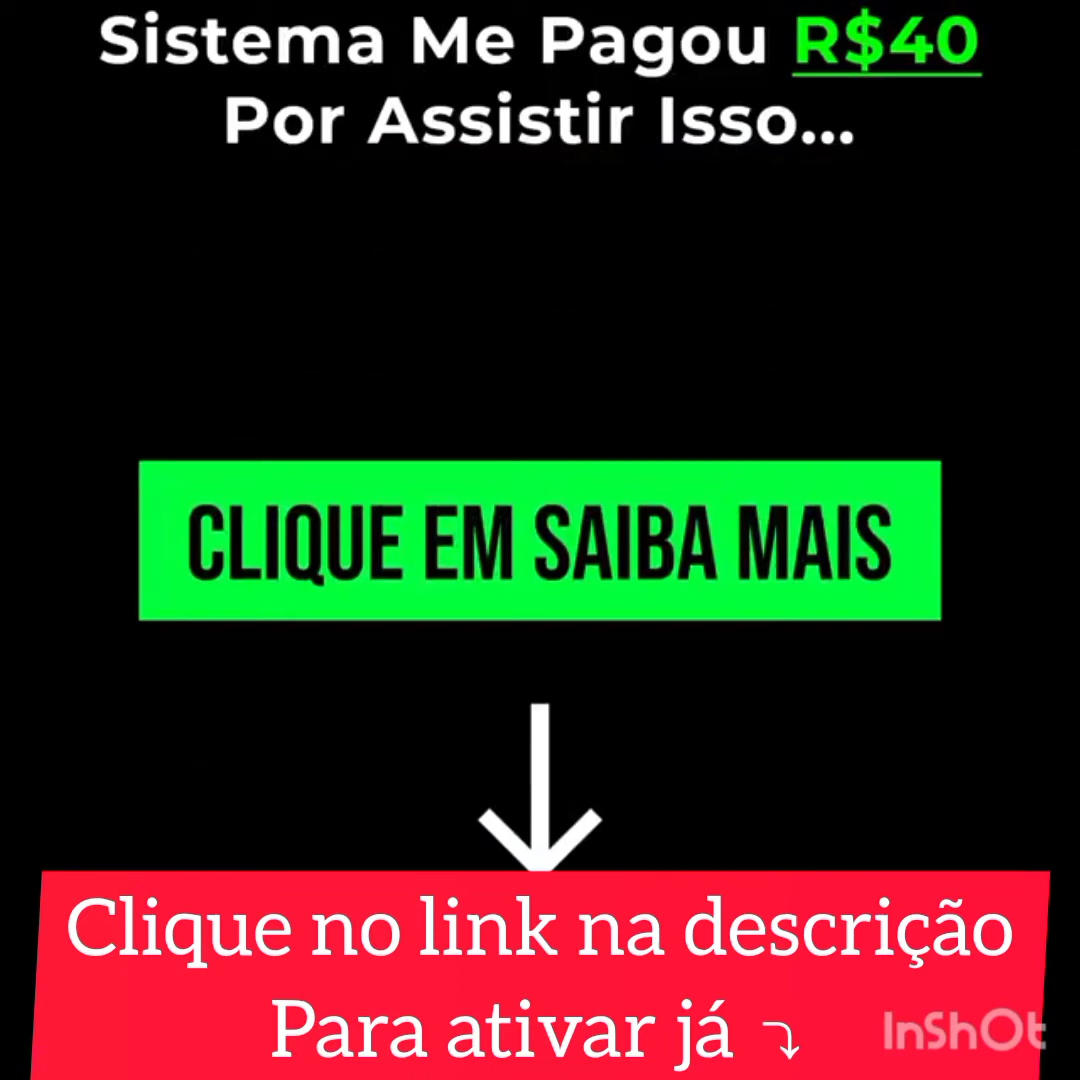 Sistema Me Pagou R$40
Por Assistir Isso...
CLIQUE EM SAIBA MAIS
Clique no link na descrição
Para ativar já ⤵
InShOt